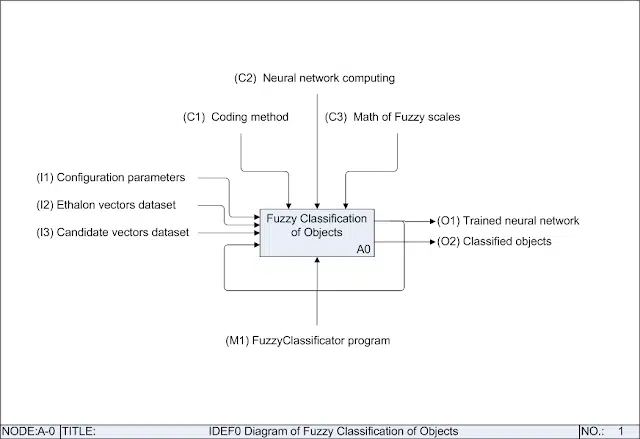 (C2) Neural network computing
(C1) Coding method
(C3) Math of Fuzzy scales
(I1) Configuration parameters
(I2) Ethalon vectors dataset
(I3) Candidate vectors dataset
Fuzzy Classification
of Objects
A0
(O1) Trained neural network
(O2) Classified objects
(M1) FuzzyClassificator program
NODE:A-0 TITLE: IDEF0 Diagram of Fuzzy Classification of Objects NO.: 1